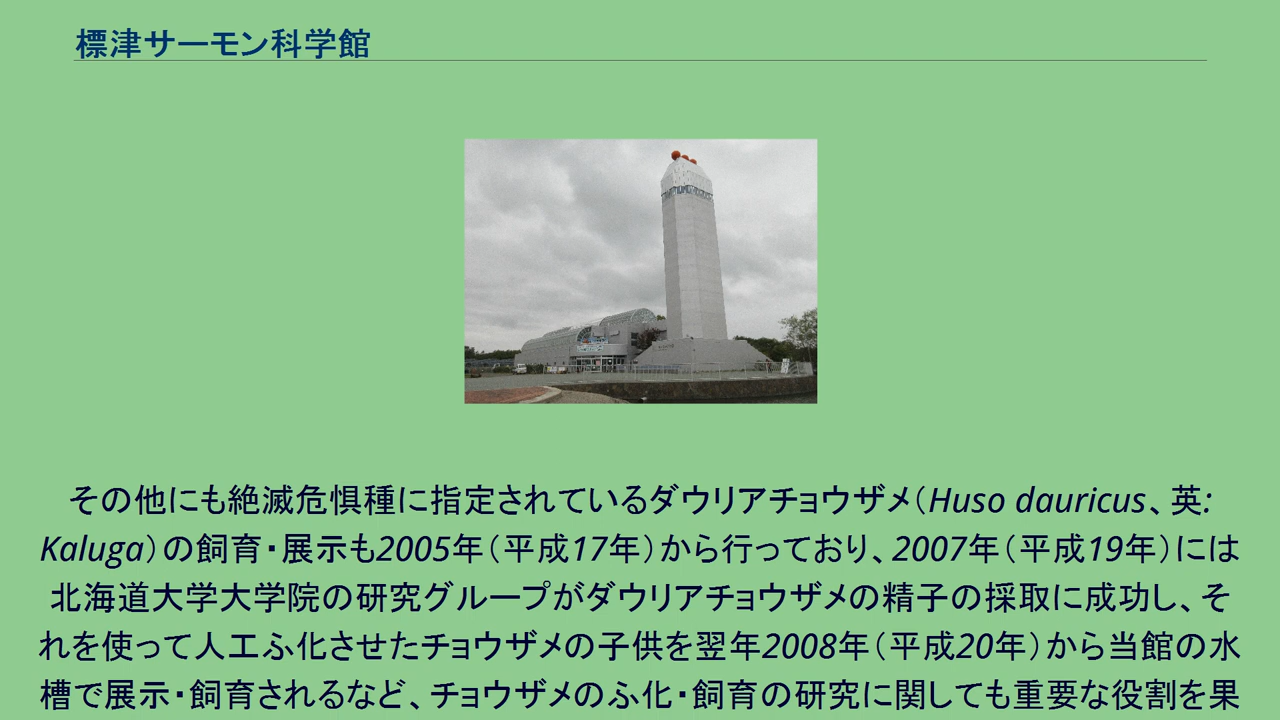 標津サーモン科学館
その他にも絶滅危惧種に指定されているダウリアチョウザメ（Huso dauricus、英:
Kaluga）の飼育・展示も2005年（平成17年）から行っており、2007年（平成19年）には
北海道大学大学院の研究グループがダウリアチョウザメの精子の採取に成功し、そ
れを使って人工ふ化させたチョウザメの子供を翌年2008年（平成20年）から当館の水
槽で展示・飼育されるなど、チョウザメのふ化・飼育の研究に関しても重要な役割を果